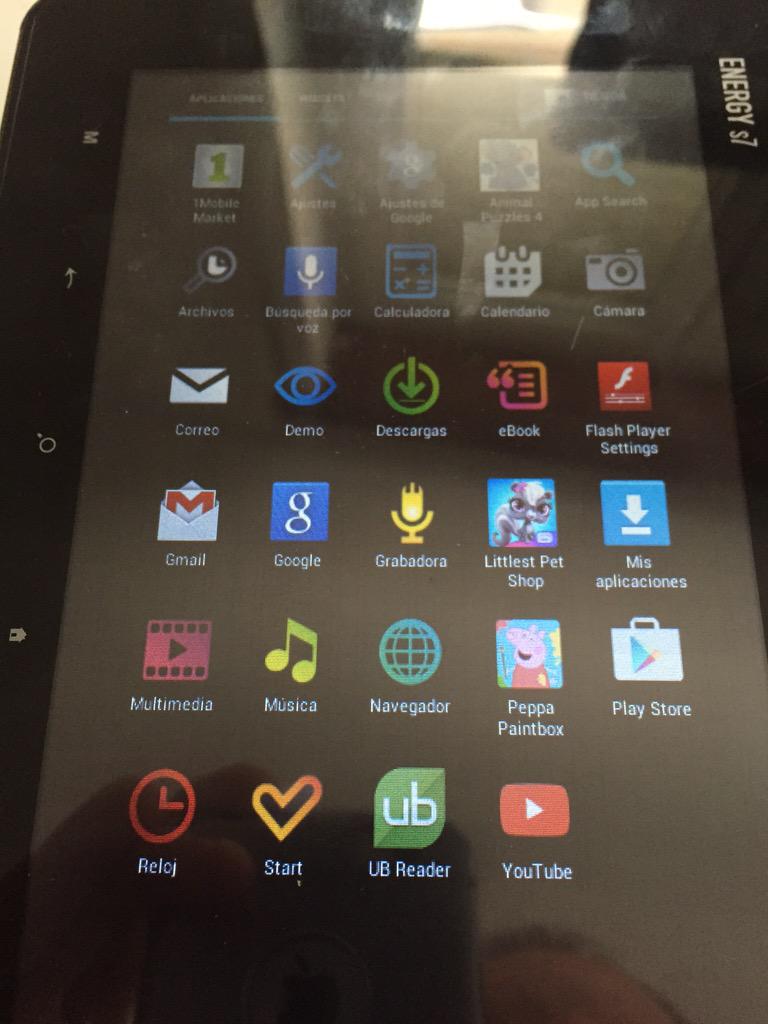 ENERGY s7
M
APLICACIONES WIDGETS
1Mobile Market
Ajustes
Ajustes de Google
Animal Puzzles 4
App Search
Archivos
Búsqueda por voz
Calculadora
Calendario
Cámara
Correo
Demo
Descargas
eBook
Flash Player Settings
Gmail
Google
Grabadora
Littlest Pet Shop
Mis aplicaciones
Multimedia
Música
Navegador
Peppa Paintbox
Play Store
Reloj
Start
ub
UB Reader
YouTube